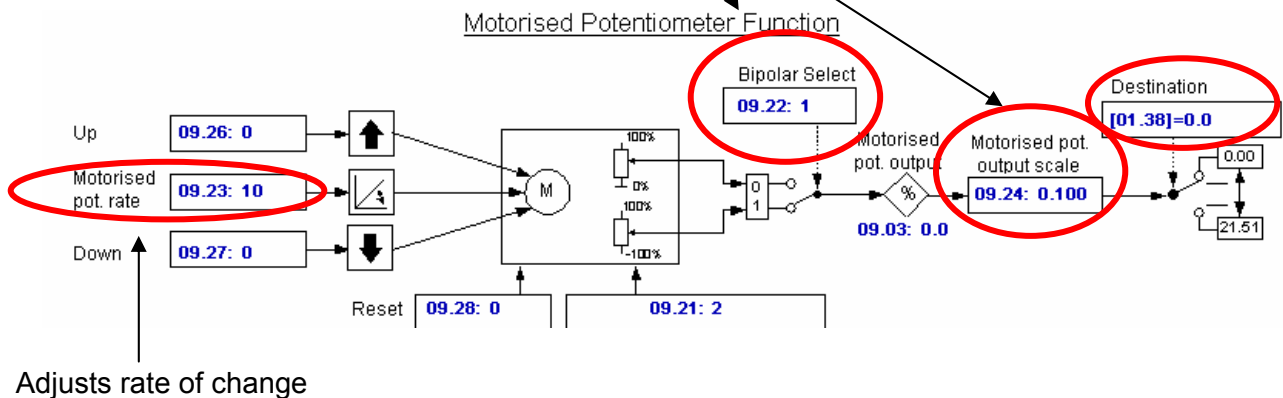 Motorised Potentiometer Function
Bipolar Select
09.22: 1
Destination
[01.38]=0.0
Up
09.26: 0
Motorised
pot. rate
09.23: 10
Down
09.27: 0
M
100%
0%
100%
-100%
0
1
Motorised
pot. output
%
09.03: 0.0
Motorised pot.
output scale
09.24: 0.100
0.00
21.51
Reset
09.28: 0
09.21: 2
Adjusts rate of change